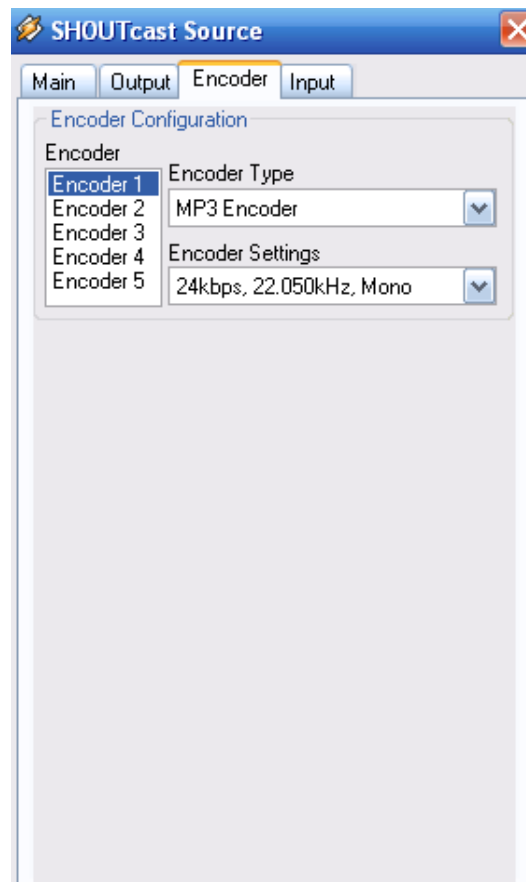 SHOUTcast Source
Main Output Encoder Input
Encoder Configuration
Encoder
Encoder 1
Encoder 2
Encoder 3
Encoder 4
Encoder 5
Encoder Type
MP3 Encoder
Encoder Settings
24kbps, 22.050kHz, Mono